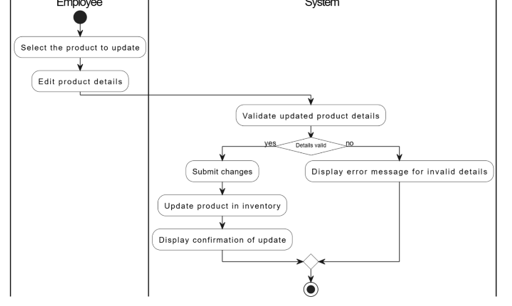 Employee
System
Select the product to update
Edit product details
Validate updated product details
yes
Details valid
no
Submit changes
Display error message for invalid details
Update product in inventory
Display confirmation of update